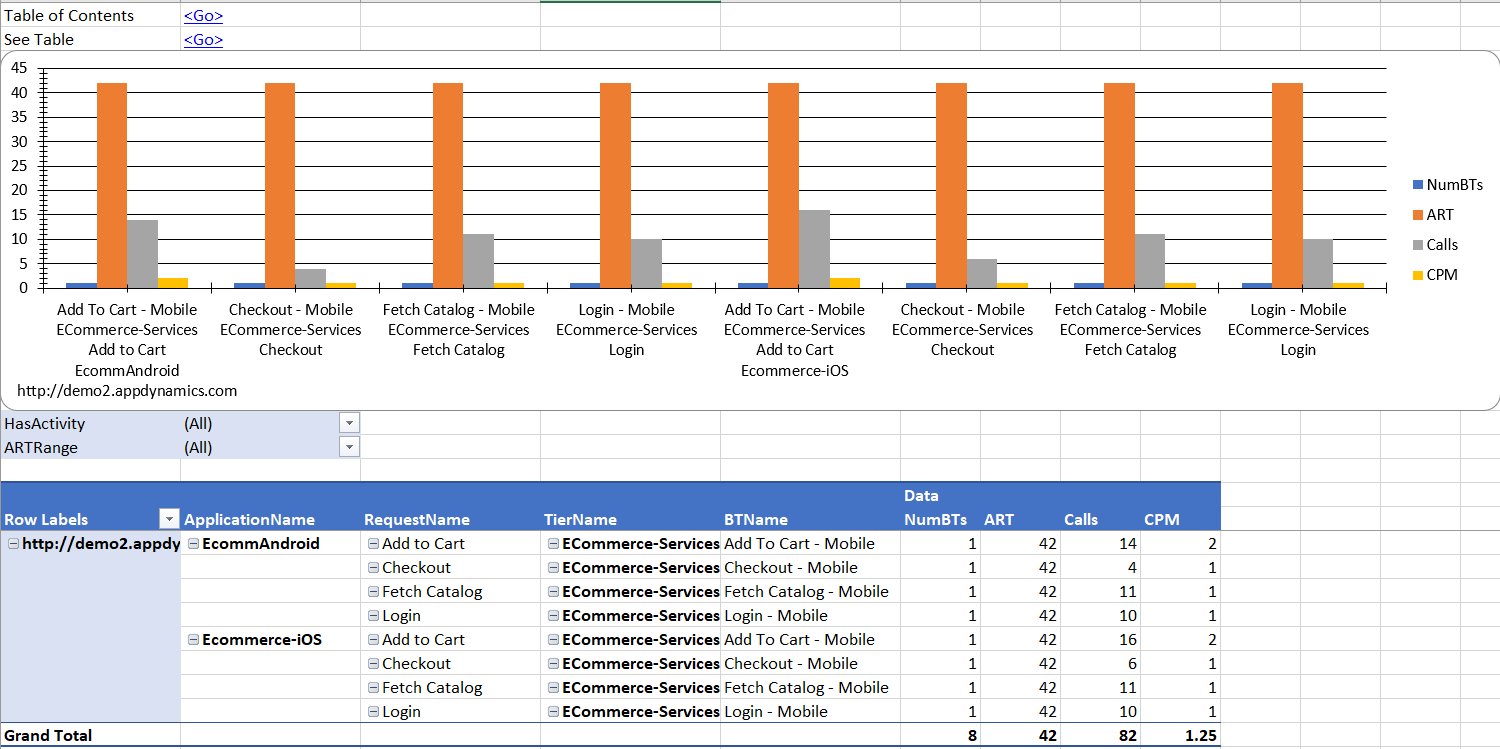 Table of Contents <Go>
See Table <Go>
45
40
35
30
25
20
15
10
5
0
NumBTs
ART
Calls
CPM
Add To Cart - Mobile Checkout - Mobile Fetch Catalog - Mobile Login - Mobile Add To Cart - Mobile Checkout - Mobile Fetch Catalog - Mobile Login - Mobile
ECommerce-Services ECommerce-Services ECommerce-Services ECommerce-Services ECommerce-Services ECommerce-Services ECommerce-Services ECommerce-Services
Add to Cart Checkout Fetch Catalog Login Add to Cart Checkout Fetch Catalog Login
EcommAndroid Ecommerce-iOS
http://demo2.appdynamics.com
HasActivity (All)
ARTRange (All)
Data
Row Labels ApplicationName RequestName TierName BTName NumBTs ART Calls CPM
http://demo2.appdy EcommAndroid Add to Cart ECommerce-Services Add To Cart - Mobile 1 42 14 2
Checkout ECommerce-Services Checkout - Mobile 1 42 4 1
Fetch Catalog ECommerce-Services Fetch Catalog - Mobile 1 42 11 1
Login ECommerce-Services Login - Mobile 1 42 10 1
Ecommerce-iOS Add to Cart ECommerce-Services Add To Cart - Mobile 1 42 16 2
Checkout ECommerce-Services Checkout - Mobile 1 42 6 1
Fetch Catalog ECommerce-Services Fetch Catalog - Mobile 1 42 11 1
Login ECommerce-Services Login - Mobile 1 42 10 1
Grand Total 8 42 82 1.25